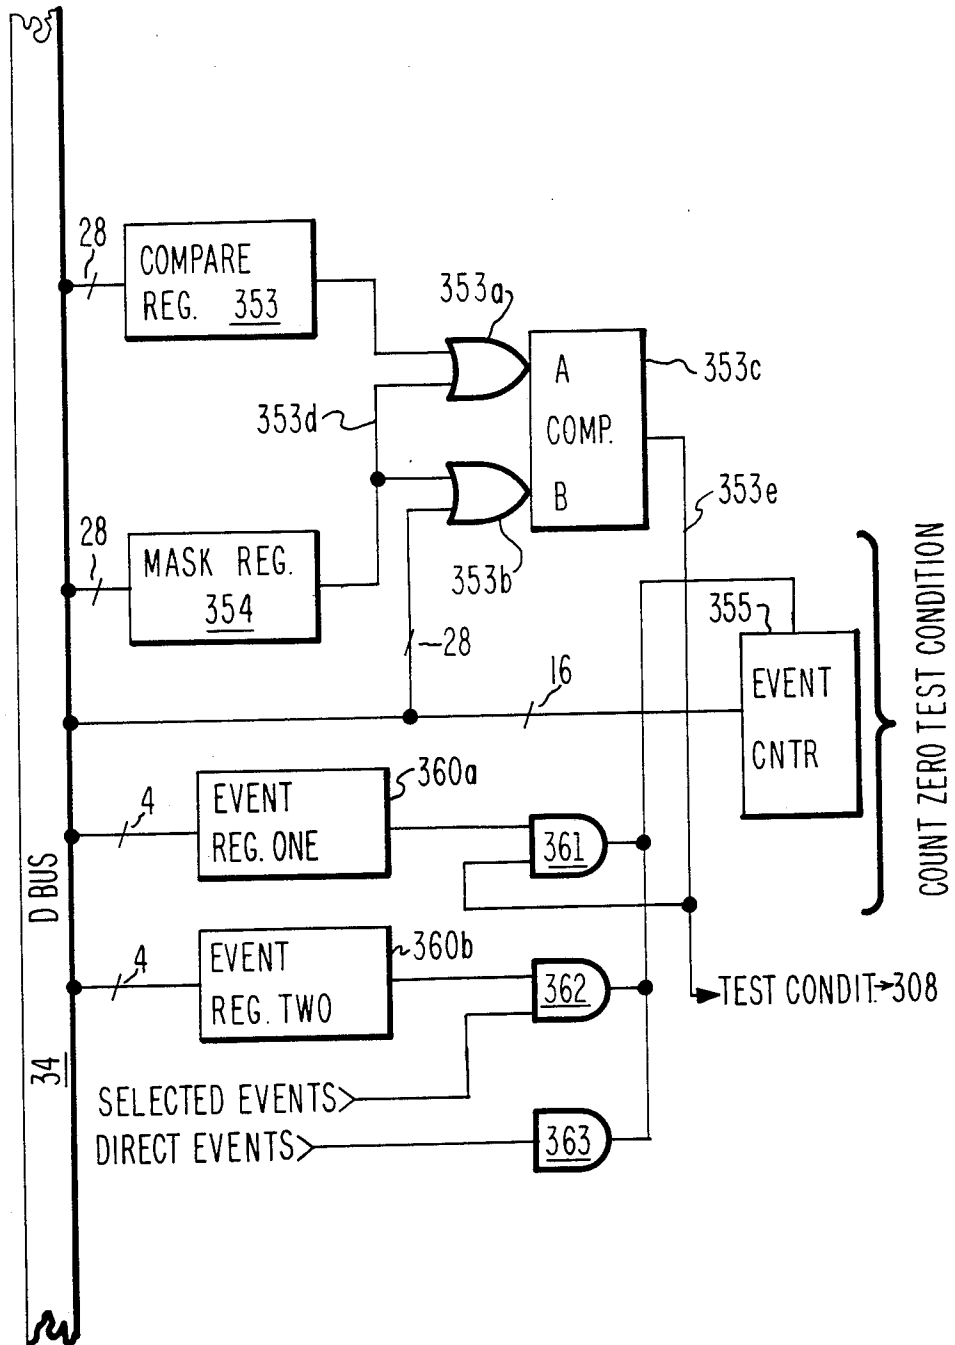 28
COMPARE
REG. 353
353a
A
COMP.
B
353c
353d
353e
28
MASK REG.
354
353b
28
355
16
EVENT
CNTR
COUNT ZERO TEST CONDITION
4
EVENT
REG. ONE
360a
361
D BUS
34
4
EVENT
REG. TWO
360b
362
TEST CONDIT.→308
SELECTED EVENTS
DIRECT EVENTS
363